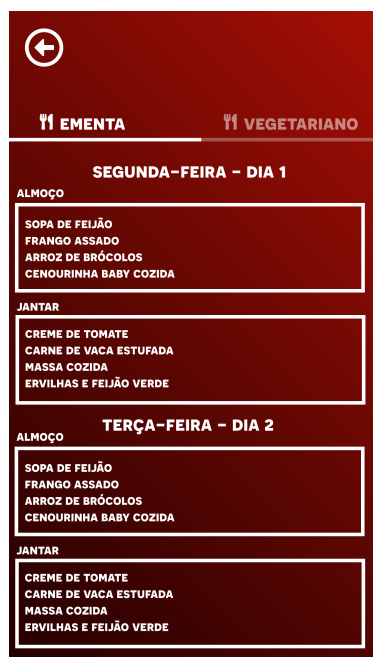 EMENTA
VEGETARIANO
SEGUNDA-FEIRA - DIA 1
ALMOÇO
SOPA DE FEIJÃO
FRANGO ASSADO
ARROZ DE BRÓCOLOS
CENOURINHA BABY COZIDA
JANTAR
CREME DE TOMATE
CARNE DE VACA ESTUFADA
MASSA COZIDA
ERVILHAS E FEIJÃO VERDE
TERÇA-FEIRA - DIA 2
ALMOÇO
SOPA DE FEIJÃO
FRANGO ASSADO
ARROZ DE BRÓCOLOS
CENOURINHA BABY COZIDA
JANTAR
CREME DE TOMATE
CARNE DE VACA ESTUFADA
MASSA COZIDA
ERVILHAS E FEIJÃO VERDE